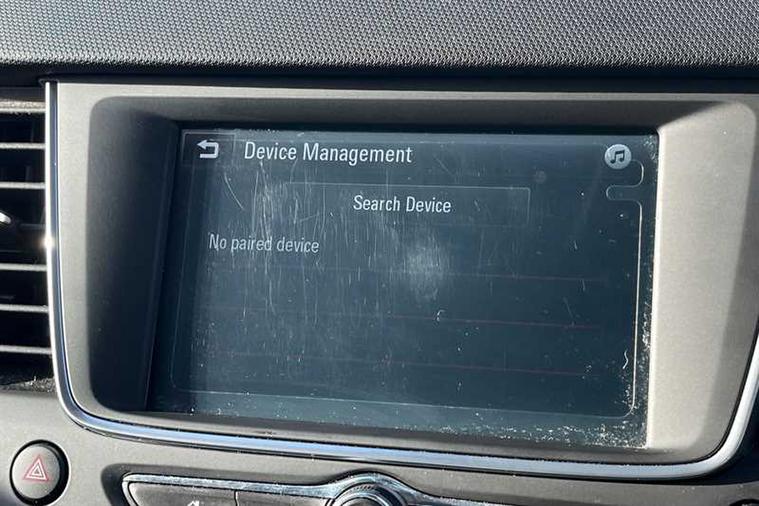 Device Management
Search Device
No paired device